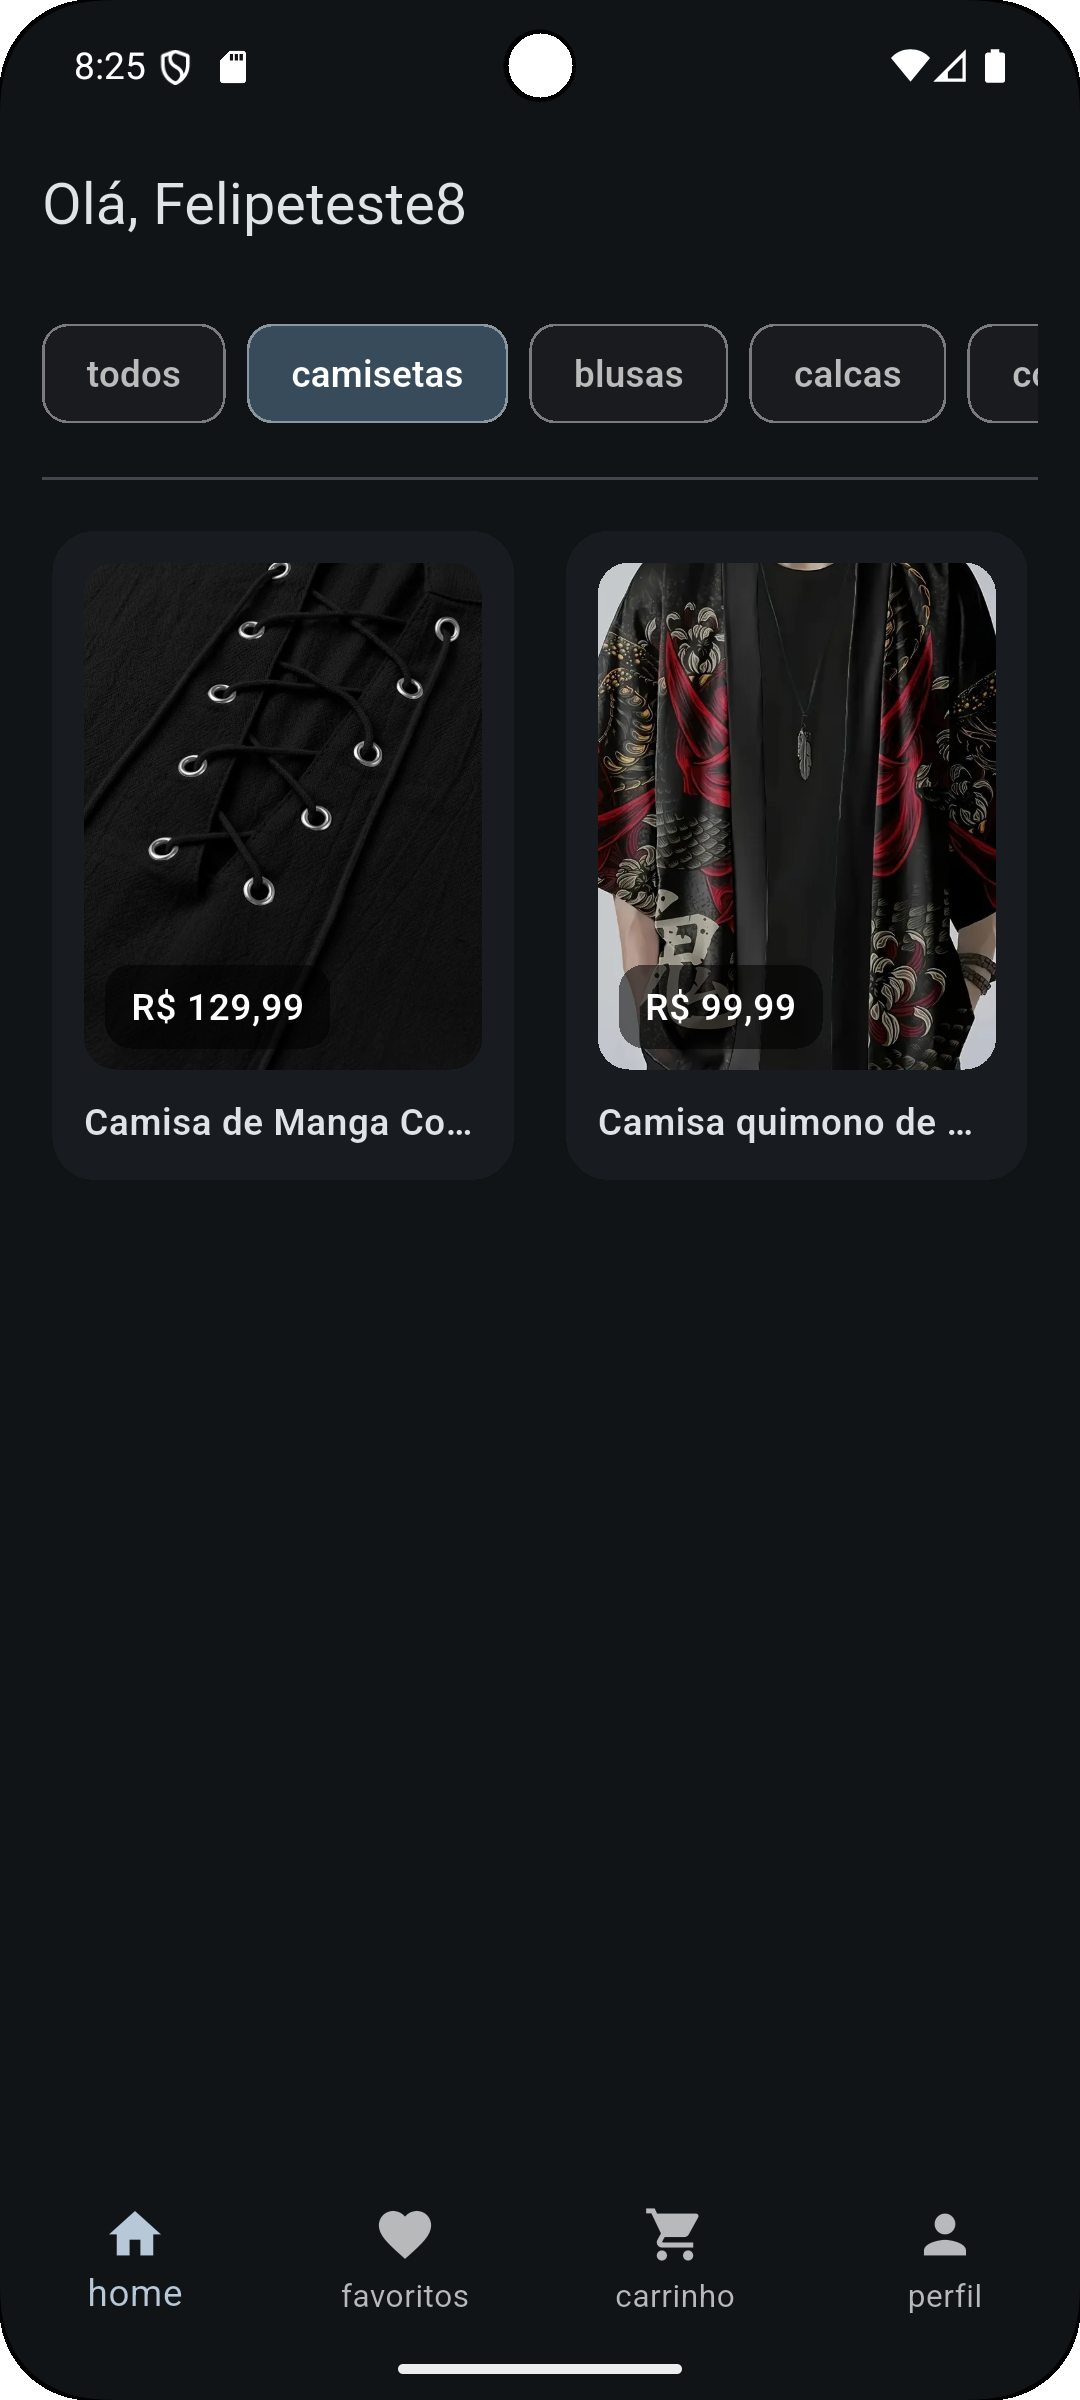 8:25
Olá, Felipeteste8
todos camisetas blusas calcas
R$ 129,99 R$ 99,99
Camisa de Manga Co... Camisa quimono de ...
home favoritos carrinho perfil